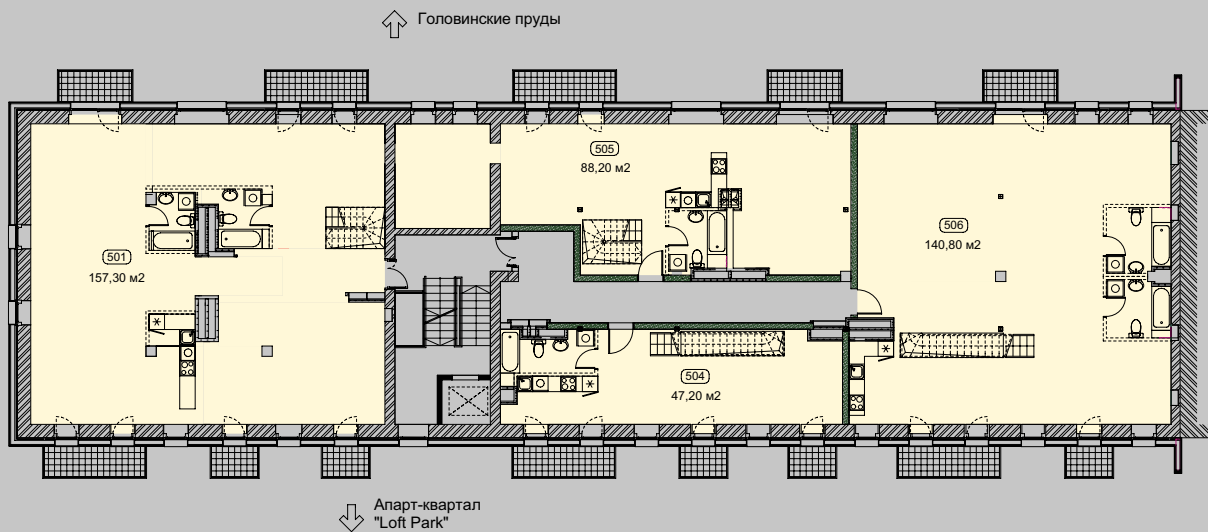 Головинские пруды
505
88,20 м2
501
157,30 м2
506
140,80 м2
504
47,20 м2
Апарт-квартал
"Loft Park"